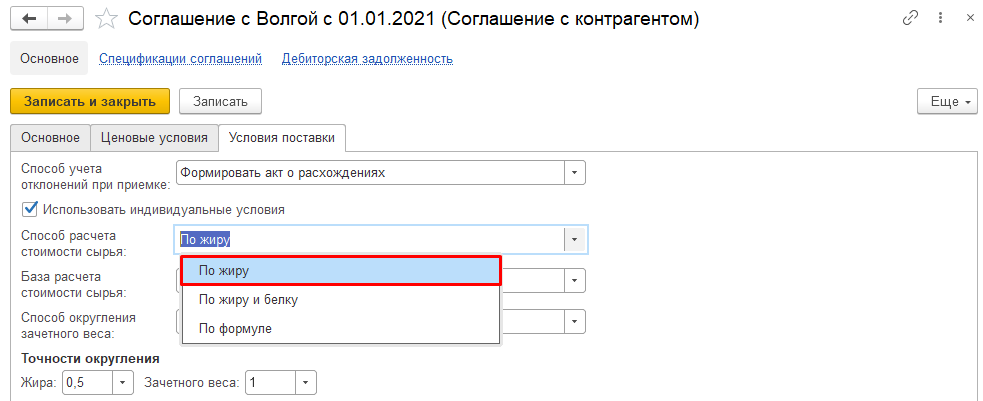 Соглашение с Волгой с 01.01.2021 (Соглашение с контрагентом)
Основное Спецификации соглашений Дебиторская задолженность
Записать и закрыть Записать Еще
Основное Ценовые условия Условия поставки
Способ учета
отклонений при приемке: Формировать акт о расхождениях
Использовать индивидуальные условия
Способ расчета
стоимости сырья: По жиру
По жиру
База расчета
стоимости сырья:
По жиру и белку
Способ округления
зачетного веса:
По формуле
Точности округления
Жира: 0,5 Зачетного веса: 1